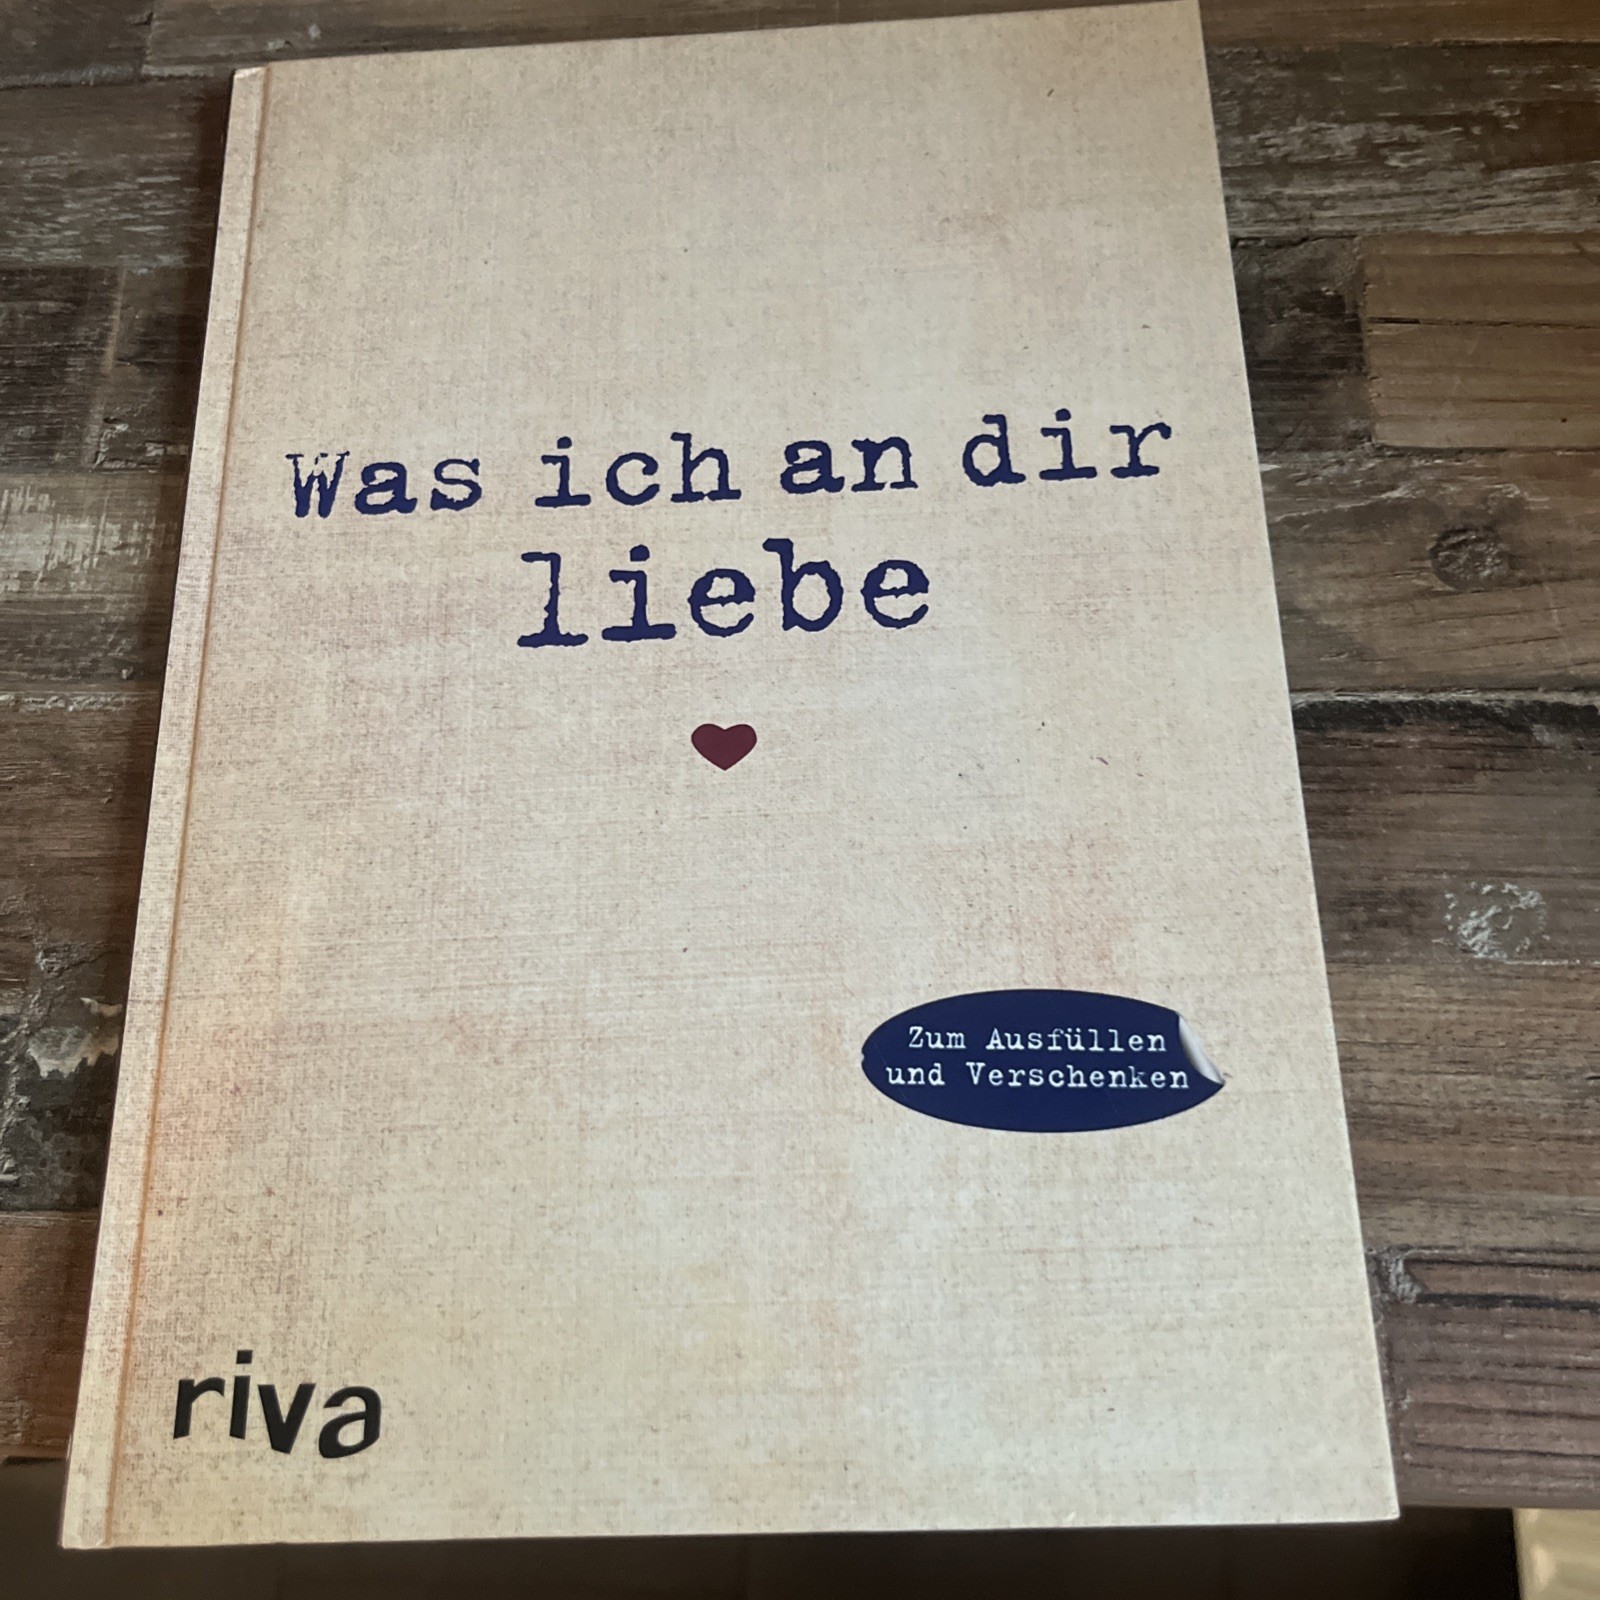 Was ich an dir
liebe
Zum Ausfüllen
und Verschenken
riva